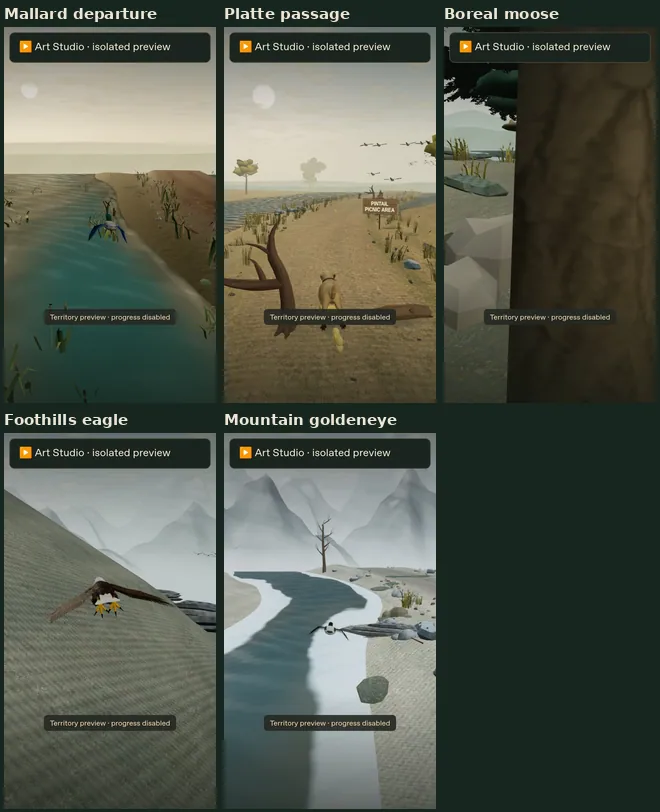 Mallard departure
Platte passage
Boreal moose
▶ Art Studio · isolated preview
▶ Art Studio · isolated preview
▶ Art Studio · isolated preview
PINTAIL
PICNIC AREA
Territory preview · progress disabled
Territory preview · progress disabled
Territory preview · progress disabled
Foothills eagle
Mountain goldeneye
▶ Art Studio · isolated preview
▶ Art Studio · isolated preview
Territory preview · progress disabled
Territory preview · progress disabled